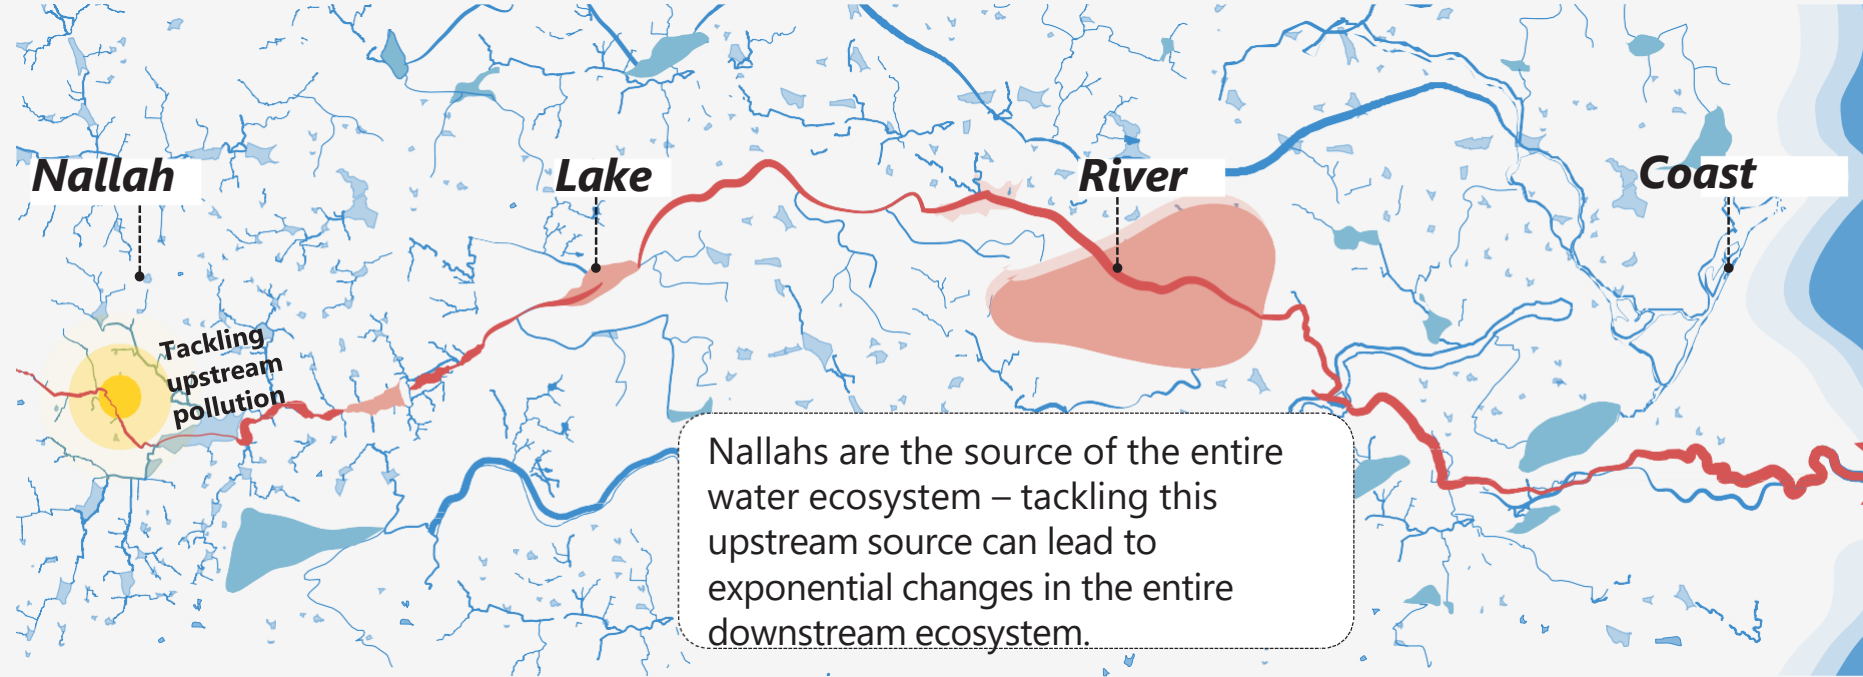 Nallah
Lake
River
Coast
Tackling
upstream
pollution
Nallahs are the source of the entire
water ecosystem – tackling this
upstream source can lead to
exponential changes in the entire
downstream ecosystem.